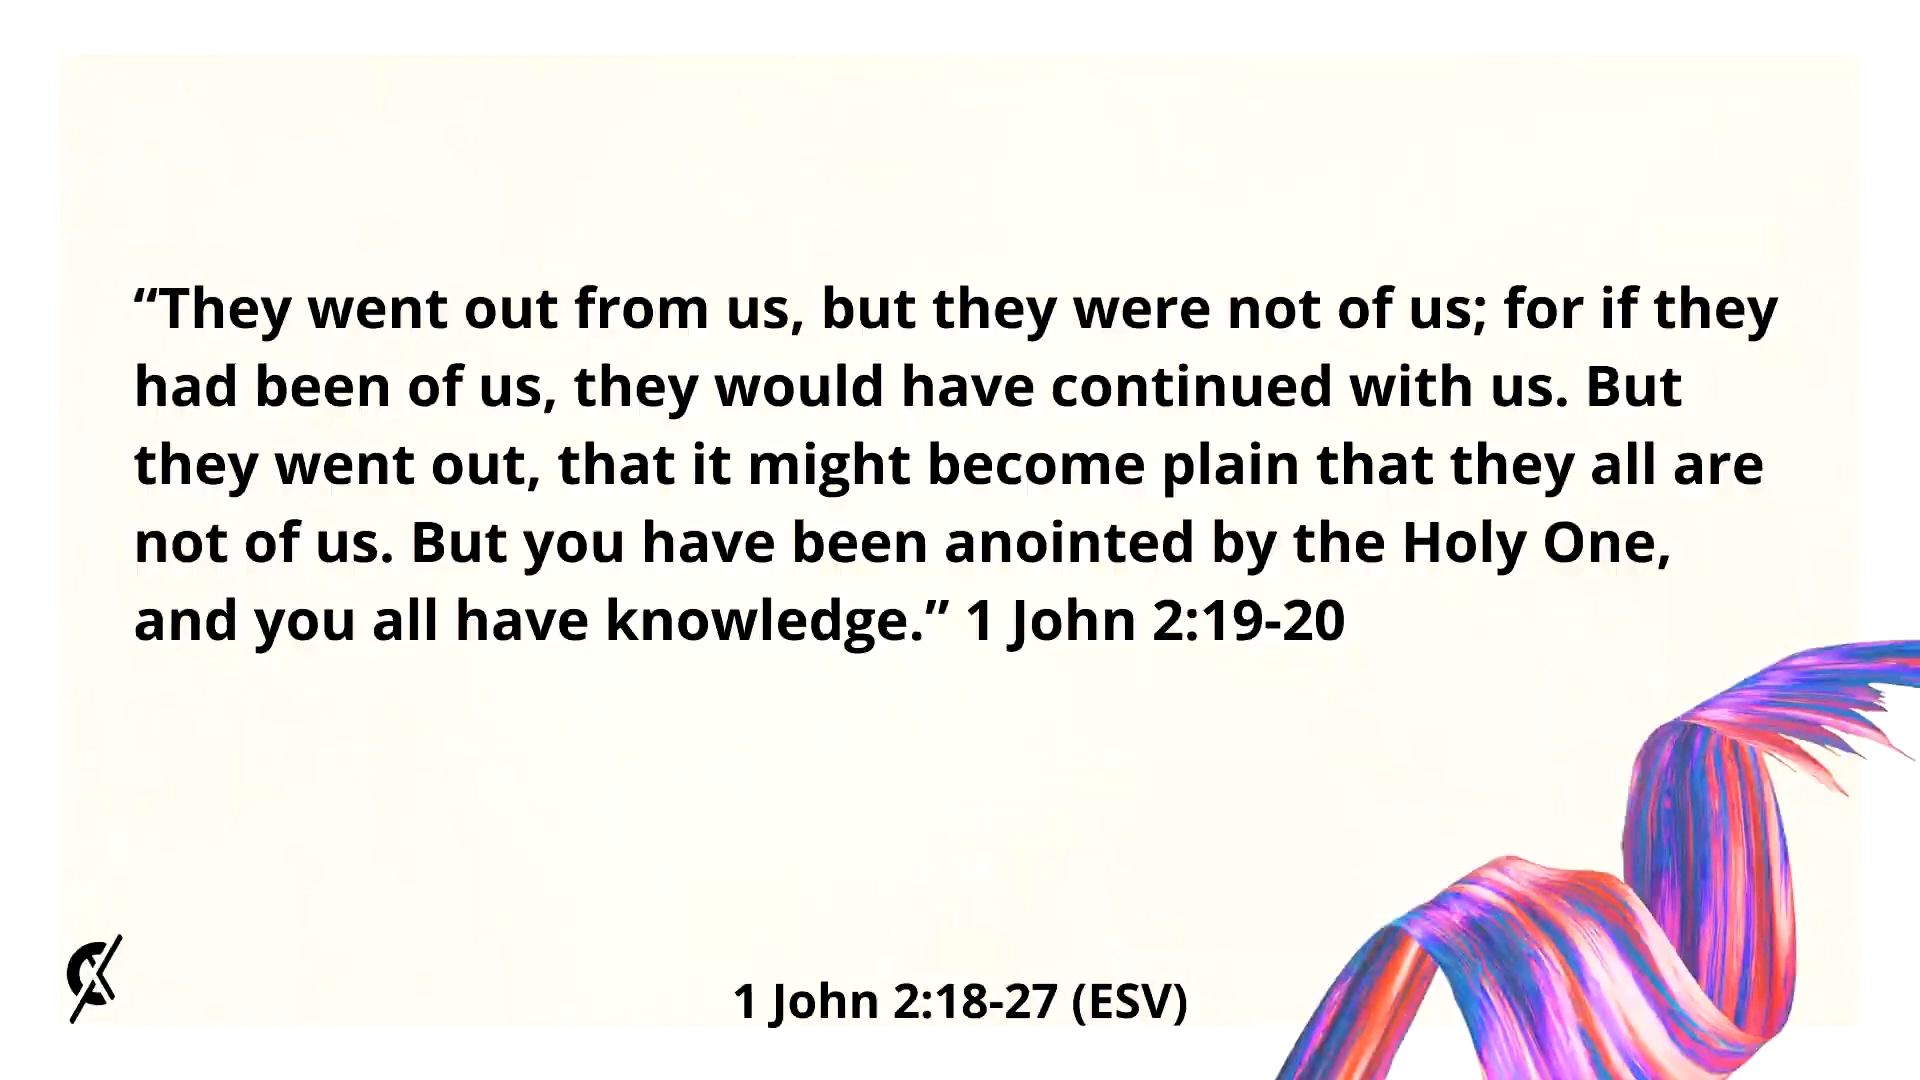 “They went out from us, but they were not of us; for if they
had been of us, they would have continued with us. But
they went out, that it might become plain that they all are
not of us. But you have been anointed by the Holy One,
and you all have knowledge.” 1 John 2:19-20
1 John 2:18-27 (ESV)